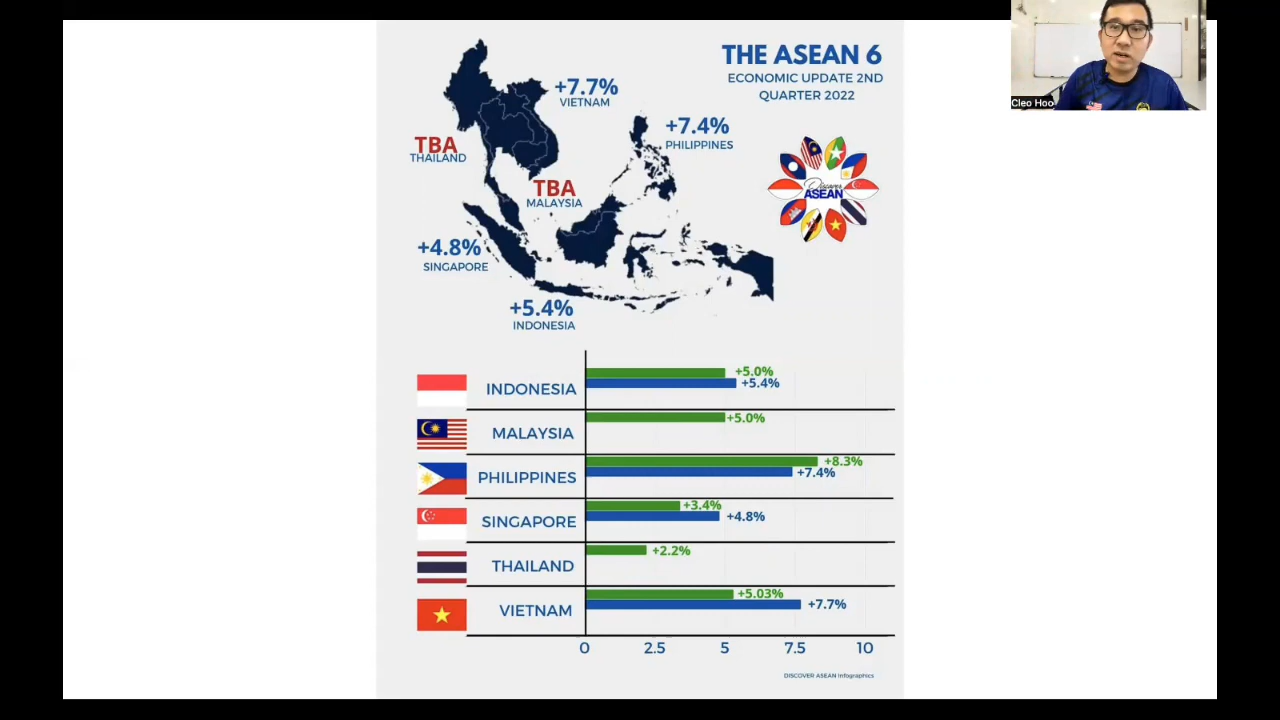 THE ASEAN 6
ECONOMIC UPDATE 2ND
QUARTER 2022
Cleo Hoo
+7.7%
VIETNAM
+7.4%
PHILIPPINES
TBA
THAILAND
TBA
MALAYSIA
Discover
ASEAN
+4.8%
SINGAPORE
+5.4%
INDONESIA
INDONESIA
+5.0%
+5.4%
MALAYSIA
+5.0%
PHILIPPINES
+8.3%
+7.4%
SINGAPORE
+3.4%
+4.8%
THAILAND
+2.2%
VIETNAM
+5.03%
+7.7%
0 2.5 5 7.5 10
DISCOVER ASEAN Infographics